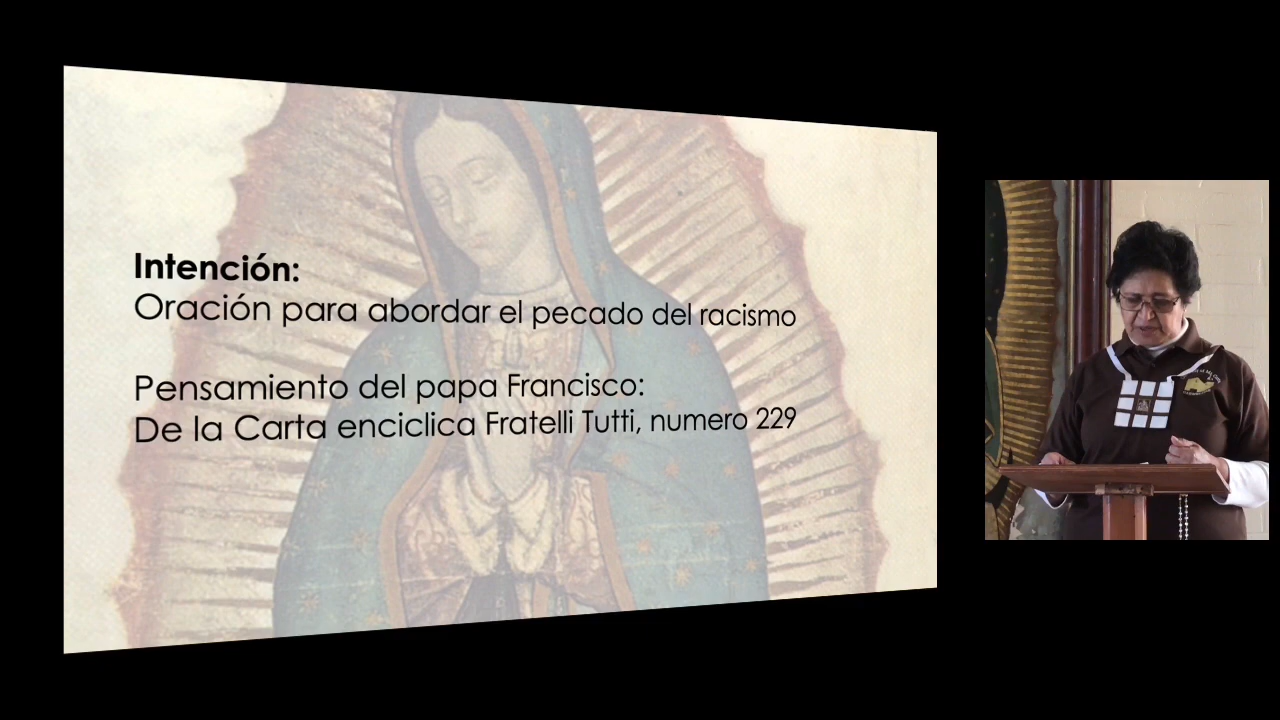 Intención:
Oración para abordar el pecado del racismo
Pensamiento del papa Francisco:
De la Carta enciclica Fratelli Tutti, numero 229